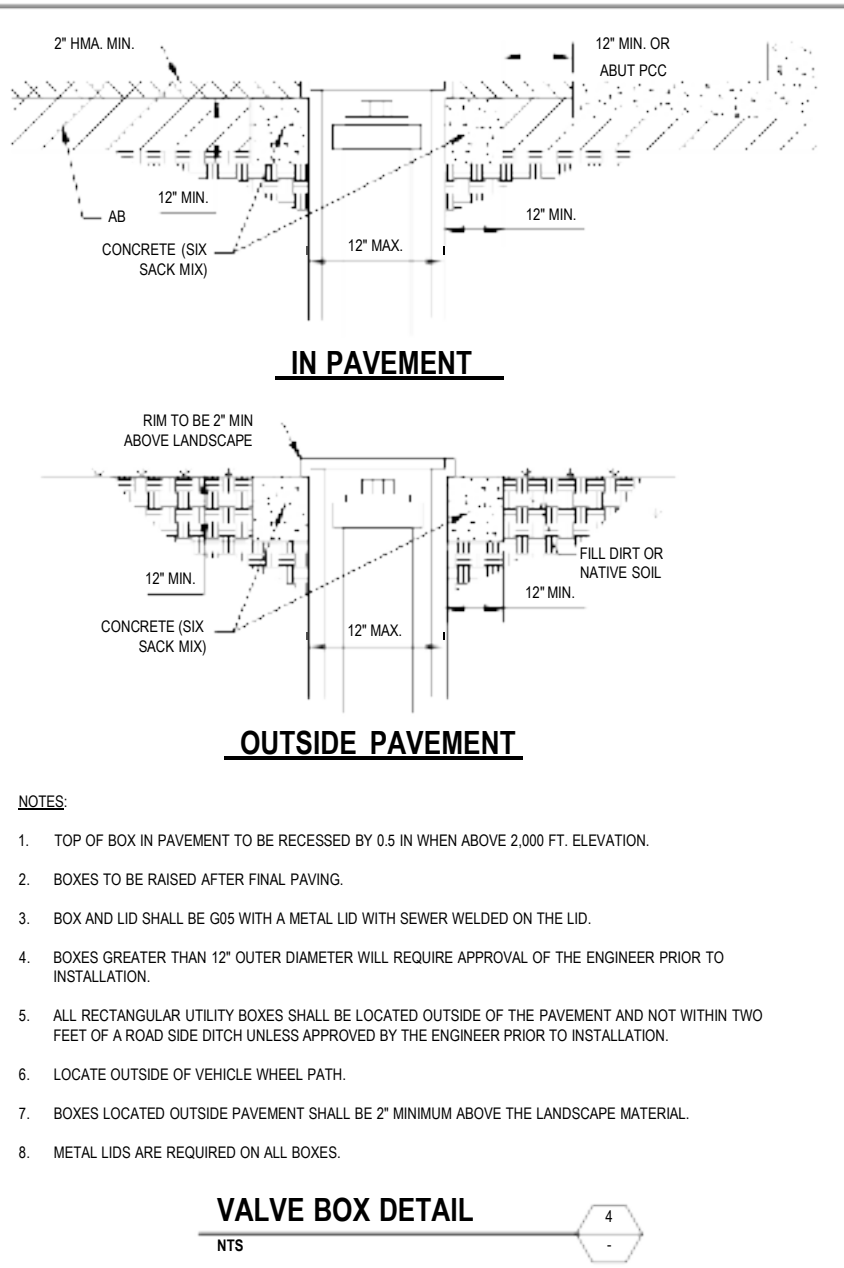 2" HMA. MIN.
12" MIN. OR
ABUT PCC
12" MIN.
AB
12" MIN.
CONCRETE (SIX
SACK MIX)
12" MAX.
IN PAVEMENT
RIM TO BE 2" MIN
ABOVE LANDSCAPE
FILL DIRT OR
NATIVE SOIL
12" MIN.
12" MIN.
CONCRETE (SIX
SACK MIX)
12" MAX.
OUTSIDE PAVEMENT
NOTES:
1. TOP OF BOX IN PAVEMENT TO BE RECESSED BY 0.5 IN WHEN ABOVE 2,000 FT. ELEVATION.
2. BOXES TO BE RAISED AFTER FINAL PAVING.
3. BOX AND LID SHALL BE G05 WITH A METAL LID WITH SEWER WELDED ON THE LID.
4. BOXES GREATER THAN 12" OUTER DIAMETER WILL REQUIRE APPROVAL OF THE ENGINEER PRIOR TO
INSTALLATION.
5. ALL RECTANGULAR UTILITY BOXES SHALL BE LOCATED OUTSIDE OF THE PAVEMENT AND NOT WITHIN TWO
FEET OF A ROAD SIDE DITCH UNLESS APPROVED BY THE ENGINEER PRIOR TO INSTALLATION.
6. LOCATE OUTSIDE OF VEHICLE WHEEL PATH.
7. BOXES LOCATED OUTSIDE PAVEMENT SHALL BE 2" MINIMUM ABOVE THE LANDSCAPE MATERIAL.
8. METAL LIDS ARE REQUIRED ON ALL BOXES.
VALVE BOX DETAIL
4
NTS
-